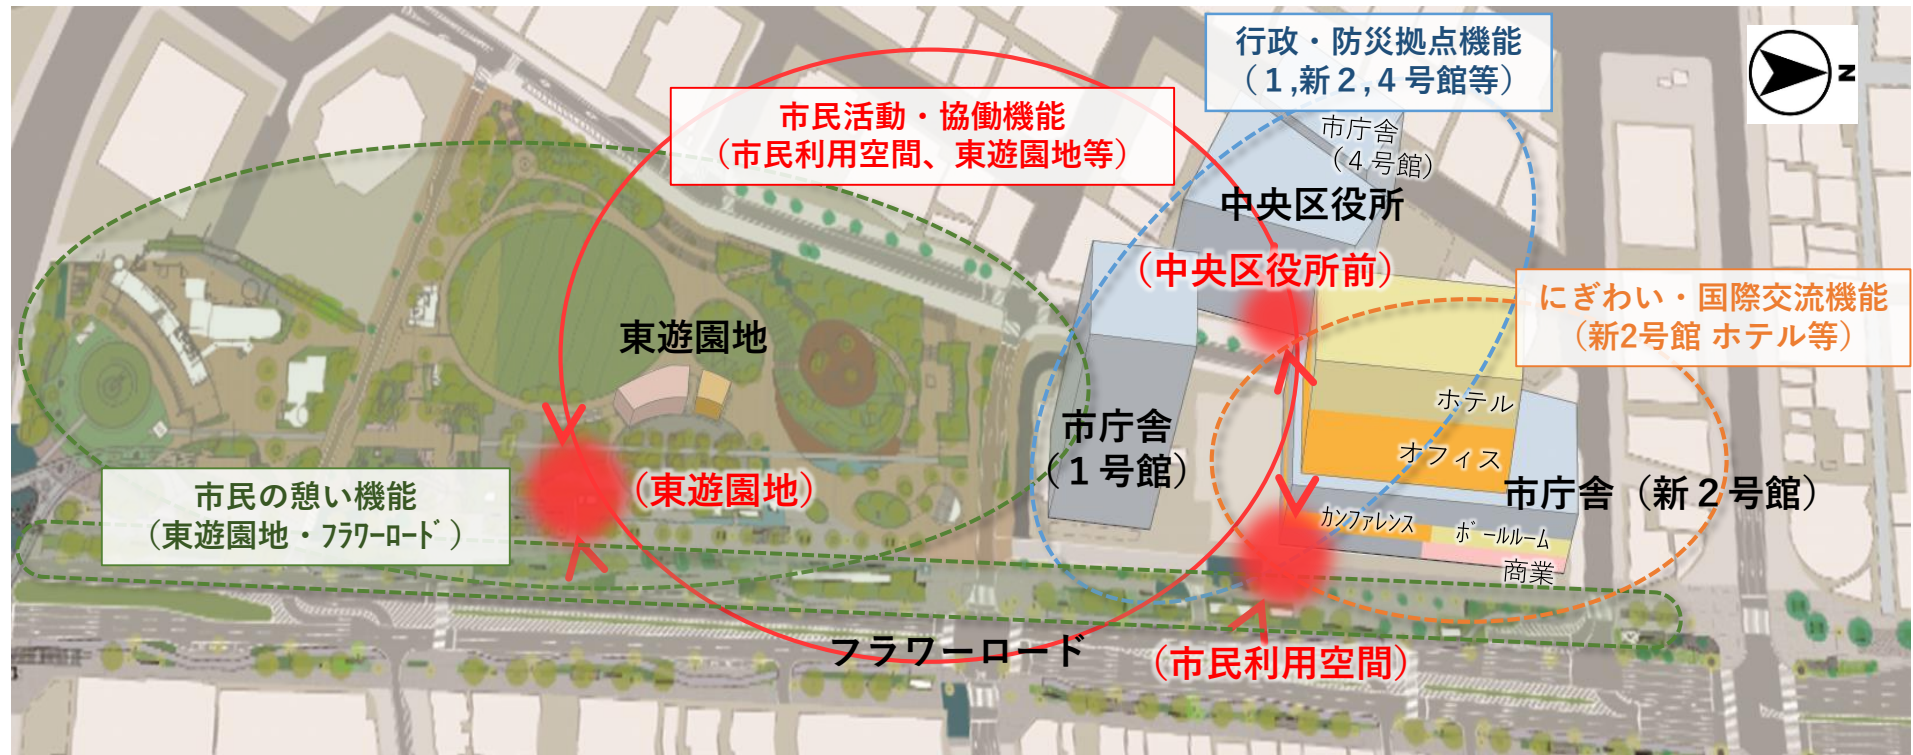 行政・防災拠点機能
（１,新２,４号館等）
N
市民活動・協働機能
（市民利用空間、東遊園地等）
市庁舎
（４号館）
中央区役所
（中央区役所前）
にぎわい・国際交流機能
（新2号館 ホテル等）
東遊園地
ホテル
市庁舎
（１号館）
オフィス
（東遊園地）
市庁舎（新２号館）
市民の憩い機能
（東遊園地・ﾌﾗﾜｰﾛｰﾄﾞ）
ｶﾝﾌｧﾚﾝｽ
ﾎﾞｰﾙﾙｰﾑ
商業
フラワーロード
（市民利用空間）